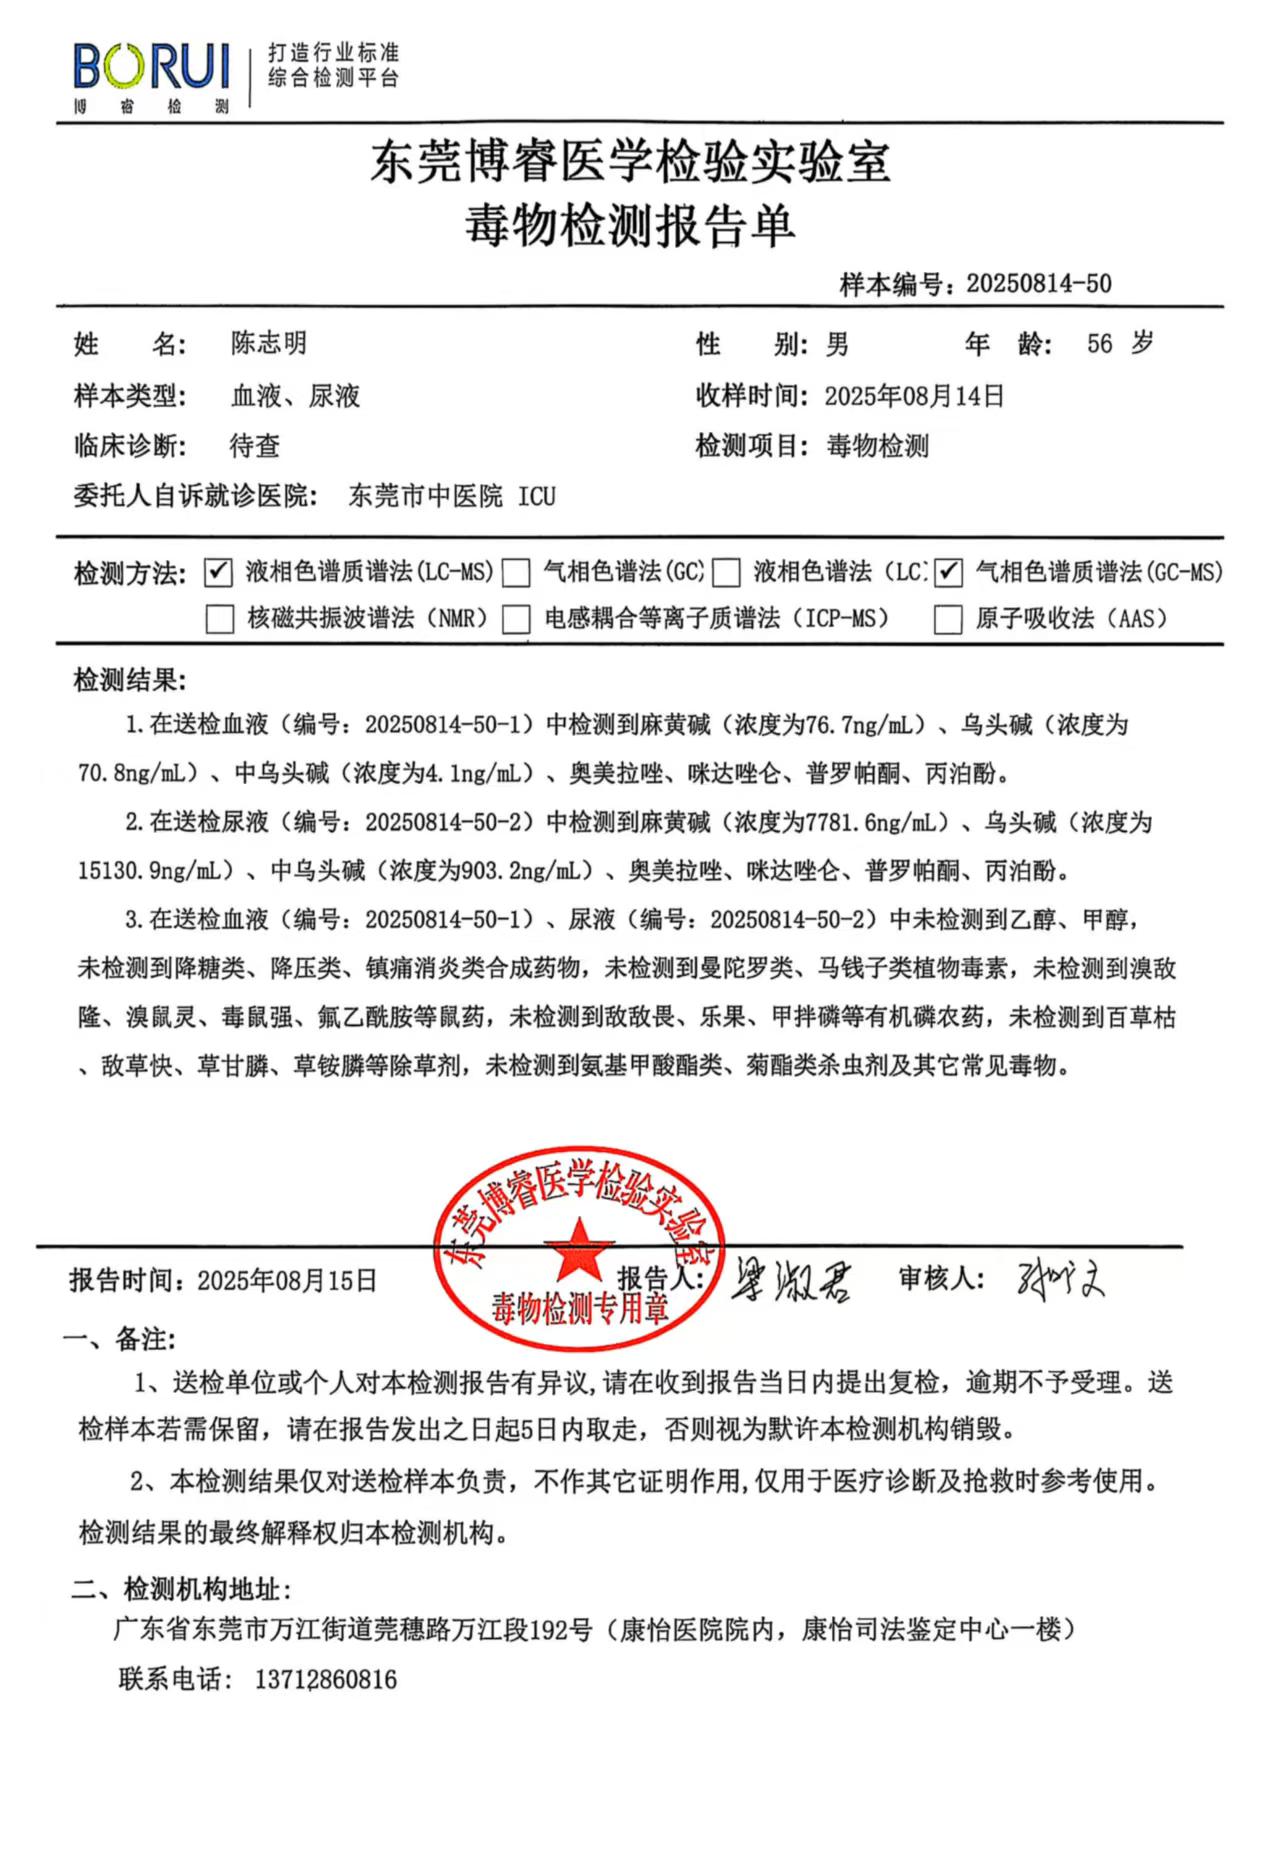 BORUI
博睿检测
打造行业标准
综合检测平台
东莞博睿医学检验实验室
毒物检测报告单
样本编号：20250814-50
姓 名： 陈志明 性 别：男 年 龄： 56 岁
样本类型： 血液、尿液 收样时间：2025年08月14日
临床诊断： 待查 检测项目：毒物检测
委托人自诉就诊医院： 东莞市中医院 ICU
检测方法：☑ 液相色谱质谱法(LC-MS) □ 气相色谱法(GC) □ 液相色谱法（LC） ☑ 气相色谱质谱法(GC-MS)
□ 核磁共振波谱法（NMR） □ 电感耦合等离子质谱法（ICP-MS） □ 原子吸收法（AAS）
检测结果：
1.在送检血液（编号：20250814-50-1）中检测到麻黄碱（浓度为76.7ng/mL）、乌头碱（浓度为
70.8ng/mL）、中乌头碱（浓度为4.1ng/mL）、奥美拉唑、咪达唑仑、普罗帕酮、丙泊酚。
2.在送检尿液（编号：20250814-50-2）中检测到麻黄碱（浓度为7781.6ng/mL）、乌头碱（浓度为
15130.9ng/mL）、中乌头碱（浓度为903.2ng/mL）、奥美拉唑、咪达唑仑、普罗帕酮、丙泊酚。
3.在送检血液（编号：20250814-50-1）、尿液（编号：20250814-50-2）中未检测到乙醇、甲醇，
未检测到降糖类、降压类、镇痛消炎类合成药物，未检测到曼陀罗类、马钱子类植物毒素，未检测到溴敌
隆、溴鼠灵、毒鼠强、氟乙酰胺等鼠药，未检测到敌敌畏、乐果、甲拌磷等有机磷农药，未检测到百草枯
、敌草快、草甘膦、草铵膦等除草剂，未检测到氨基甲酸酯类、菊酯类杀虫剂及其它常见毒物。
东莞博睿医学检验实验室
毒物检测专用章
报告时间：2025年08月15日 报告人： 梁淑君 审核人：
一、备注：
1、送检单位或个人对本检测报告有异议,请在收到报告当日内提出复检，逾期不予受理。送
检样本若需保留，请在报告发出之日起5日内取走，否则视为默许本检测机构销毁。
2、本检测结果仅对送检样本负责，不作其它证明作用,仅用于医疗诊断及抢救时参考使用。
检测结果的最终解释权归本检测机构。
二、检测机构地址：
广东省东莞市万江街道莞穗路万江段192号（康怡医院院内，康怡司法鉴定中心一楼）
联系电话： 13712860816